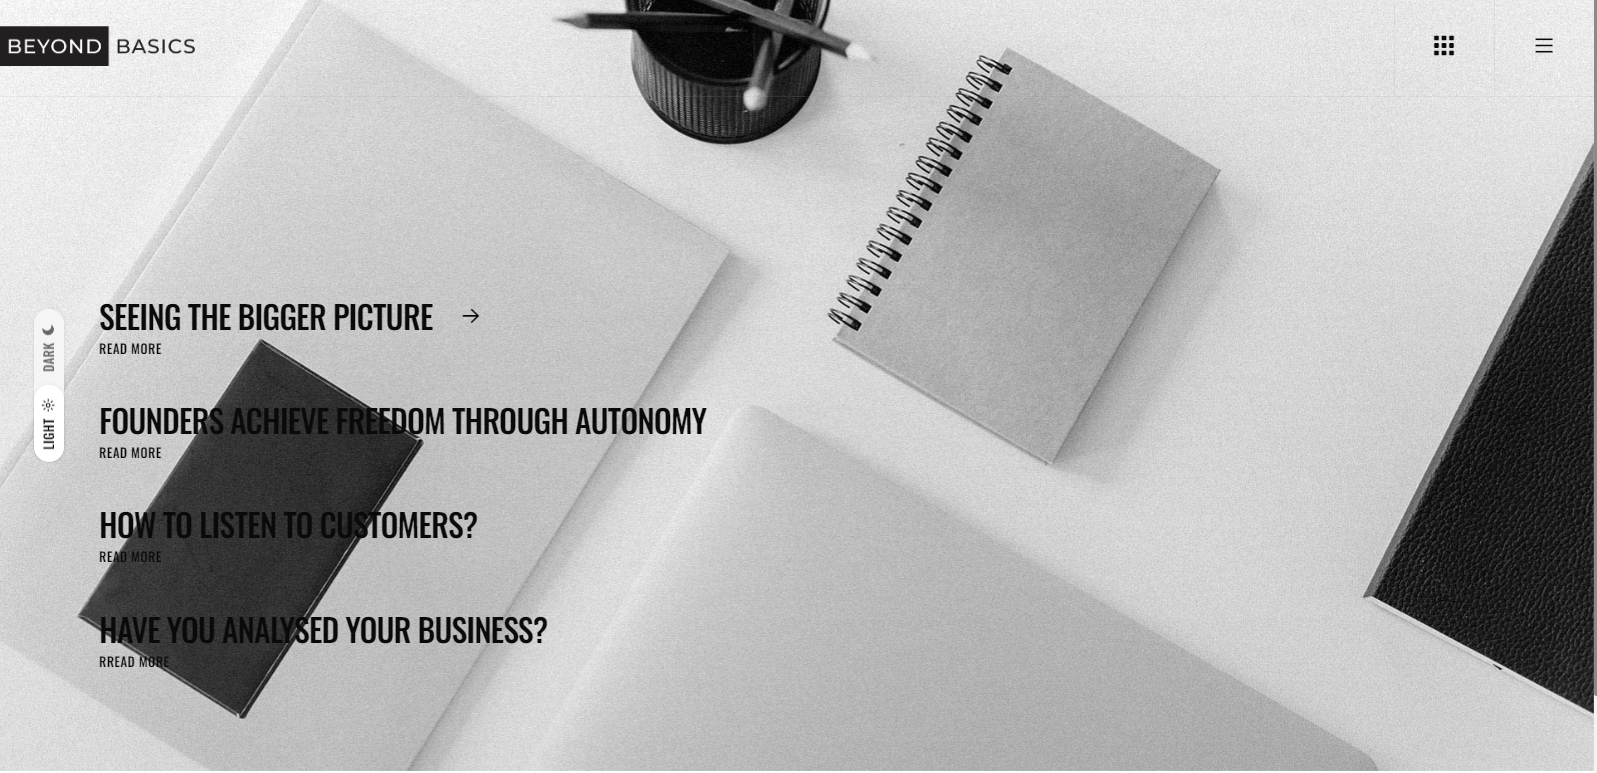 BEYOND BASICS
SEEING THE BIGGER PICTURE
READ MORE
DARK
LIGHT
FOUNDERS ACHIEVE FREEDOM THROUGH AUTONOMY
READ MORE
HOW TO LISTEN TO CUSTOMERS?
READ MORE
HAVE YOU ANALYSED YOUR BUSINESS?
RREAD MORE